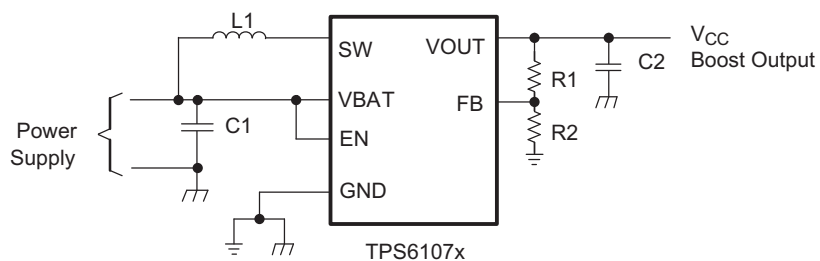 L1
SW
VOUT
VCC
Boost Output
C2
R1
VBAT
FB
C1
R2
Power
Supply
EN
GND
TPS6107x